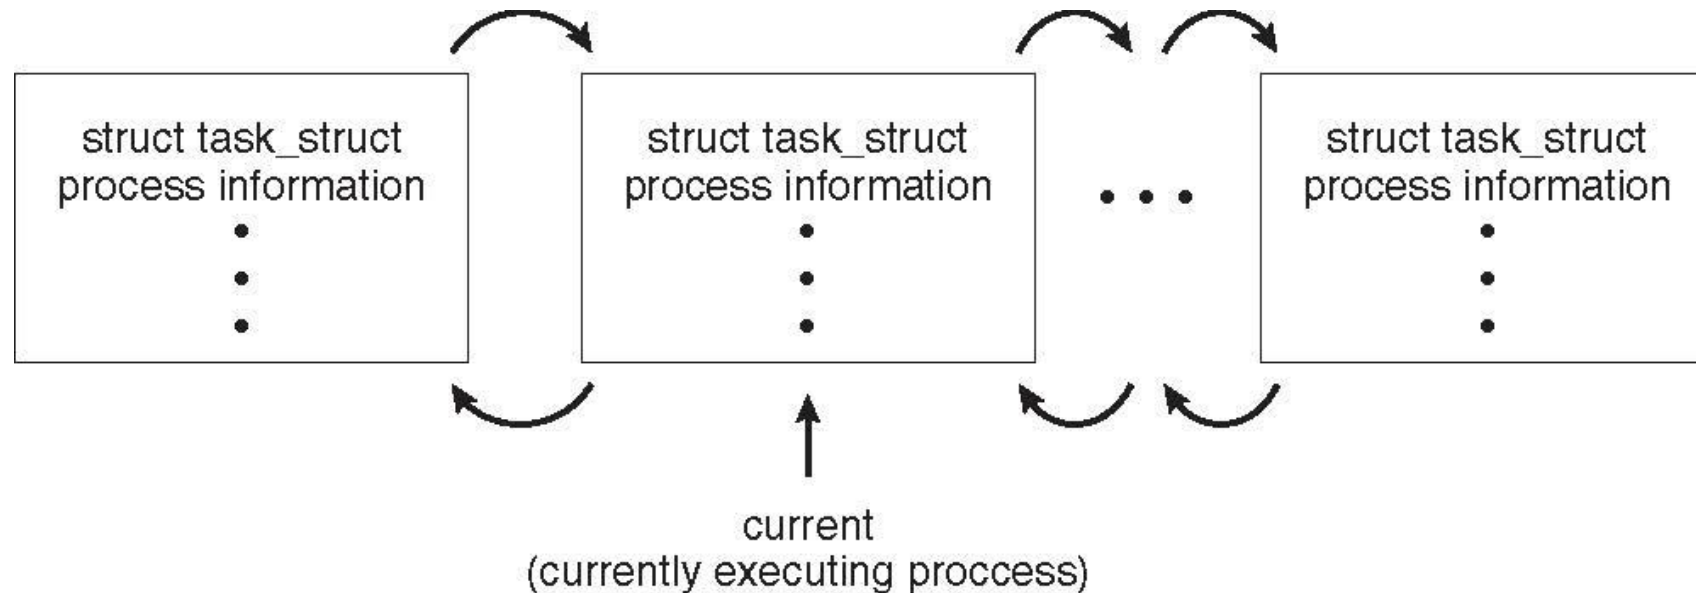 struct task_struct
process information
struct task_struct
process information
struct task_struct
process information
current
(currently executing proccess)